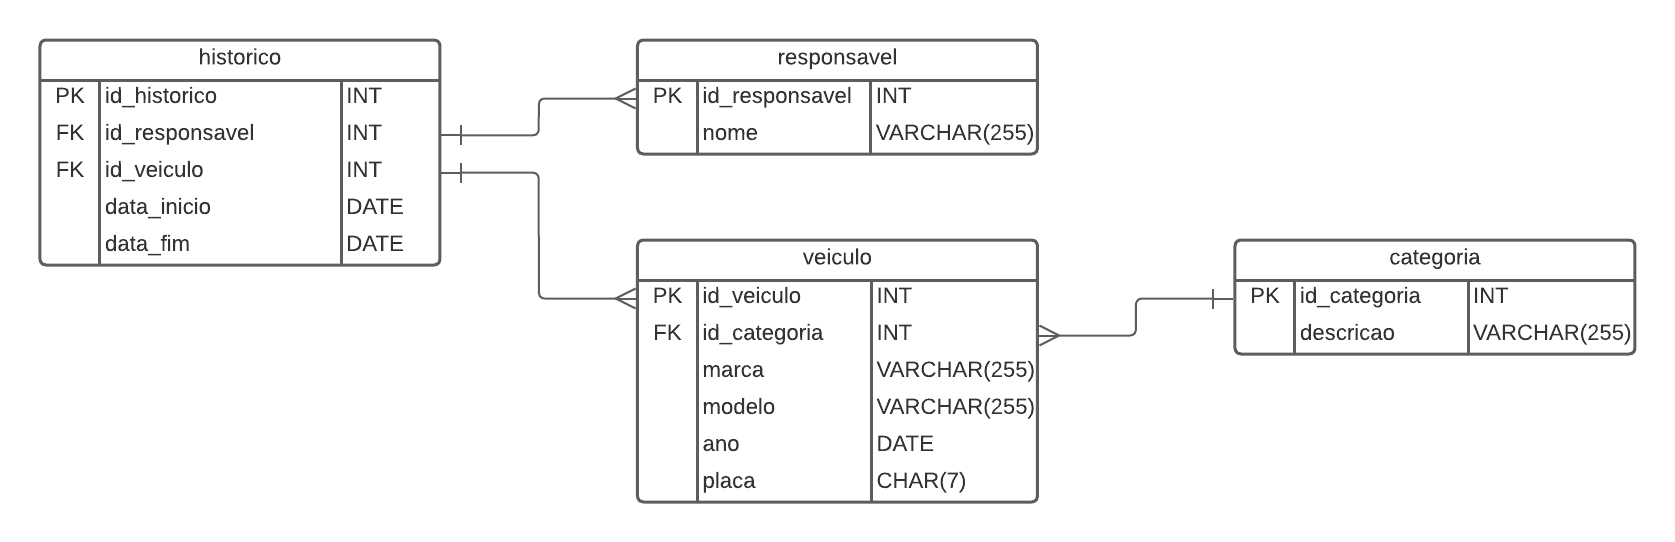 historico
PK id_historico INT
FK id_responsavel INT
FK id_veiculo INT
data_inicio DATE
data_fim DATE
responsavel
PK id_responsavel INT
nome VARCHAR(255)
veiculo
PK id_veiculo INT
FK id_categoria INT
marca VARCHAR(255)
modelo VARCHAR(255)
ano DATE
placa CHAR(7)
categoria
PK id_categoria INT
descricao VARCHAR(255)